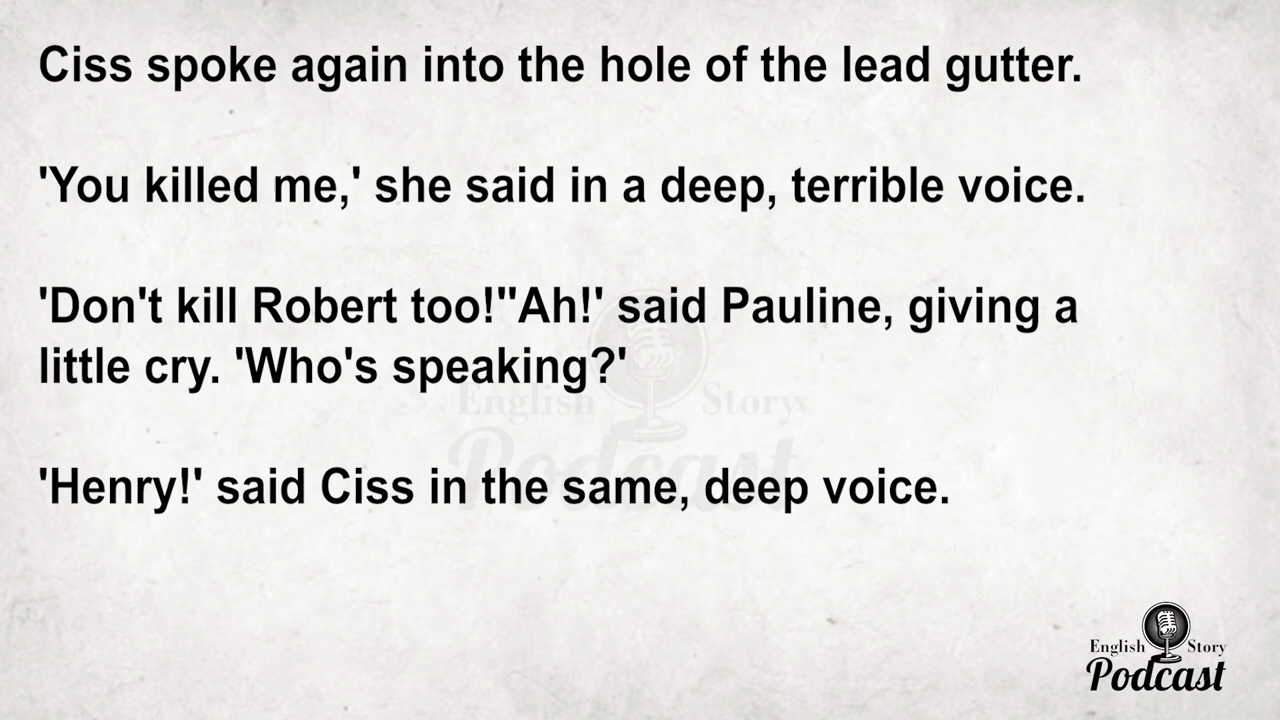 Ciss spoke again into the hole of the lead gutter.
'You killed me,' she said in a deep, terrible voice.
'Don't kill Robert too!''Ah!' said Pauline, giving a
little cry. 'Who's speaking?'
English Story
Podcast
'Henry!' said Ciss in the same, deep voice.
English Story
Podcast